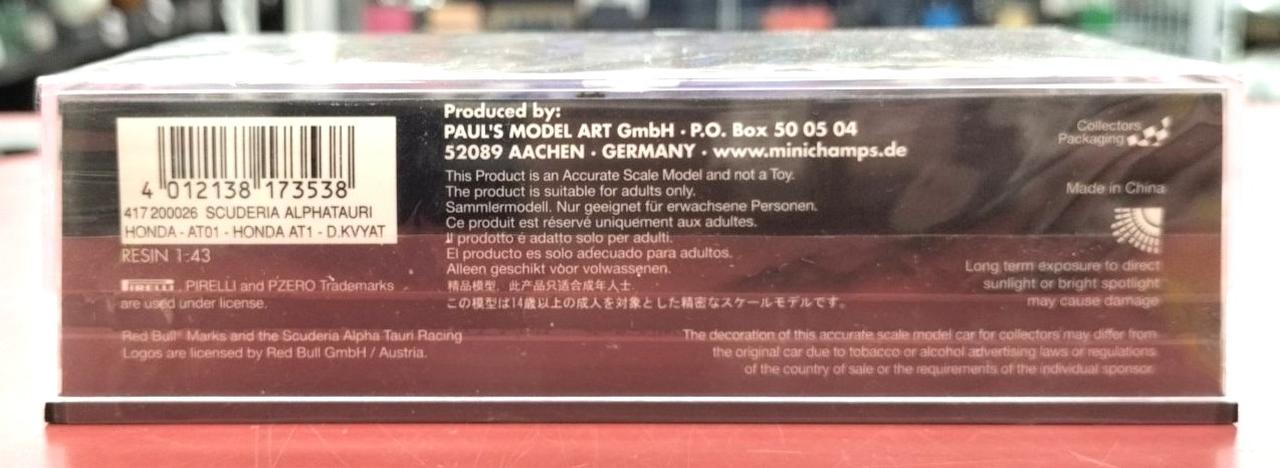 4 012138 173538
417 200026 SCUDERIA ALPHATAURI
HONDA - AT01 - HONDA AT1 - D.KVYAT
RESIN 1:43
PIRELLI , PIRELLI and PZERO Trademarks
are used under license.
Red Bull® Marks and the Scuderia Alpha Tauri Racing
Logos are licensed by Red Bull GmbH / Austria.
Produced by:
PAUL'S MODEL ART GmbH · P.O. Box 50 05 04
52089 AACHEN · GERMANY · www.minichamps.de
This Product is an Accurate Scale Model and not a Toy.
The product is suitable for adults only.
Sammlermodell. Nur geeignet für erwachsene Personen.
Ce produit est réservé uniquement aux adultes.
Il prodotto é adatto solo per adulti.
El producto es solo adecuado para adultos.
Alleen geschikt vòor volwassenen.
精品模型，此产品只适合成年人士.
この模型は14歳以上の成人を対象とした精密なスケールモデルです。
Collectors
Packaging
Made in China
Long term exposure to direct
sunlight or bright spotlight
may cause damage
The decoration of this accurate scale model car for collectors may differ from
the original car due to tobacco or alcohol advertising laws or regulations
of the country of sale or the requirements of the individual sponsor.